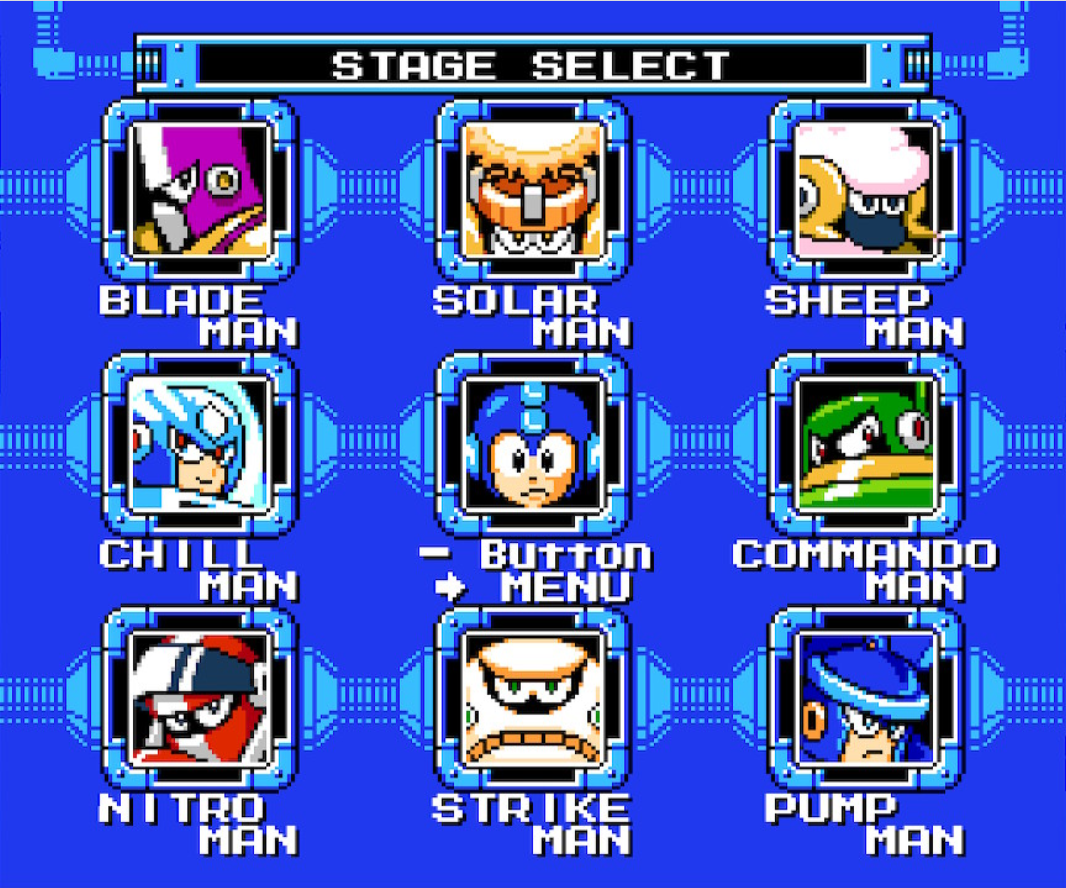 STAGE SELECT
BLADE
MAN
SOLAR
MAN
SHEEP
MAN
CHILL
MAN
- Button
→ MENU
COMMANDO
MAN
NITRO
MAN
STRIKE
MAN
PUMP
MAN